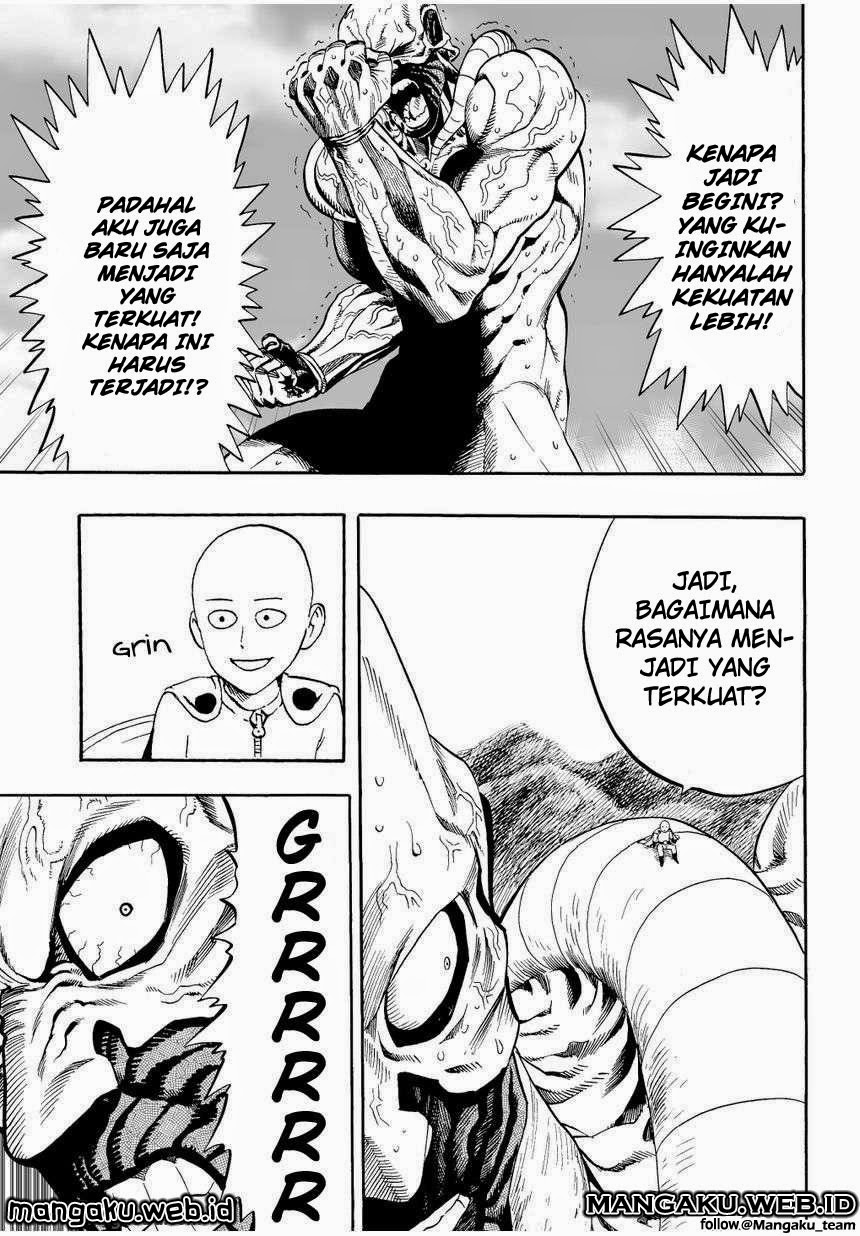 KENAPA
JADI
BEGINI?
YANG KU-
INGINKAN
HANYALAH
KEKUATAN
LEBIH!
PADAHAL
AKU JUGA
BARU SAJA
MENJADI
YANG
TERKUAT!
KENAPA INI
HARUS
TERJADI!?
JADI,
BAGAIMANA
RASANYA MEN-
JADI YANG
TERKUAT?
Grin
GRRRRRR
mangaku.web.id
MANGAKU.WEB.ID
follow@Mangaku_team